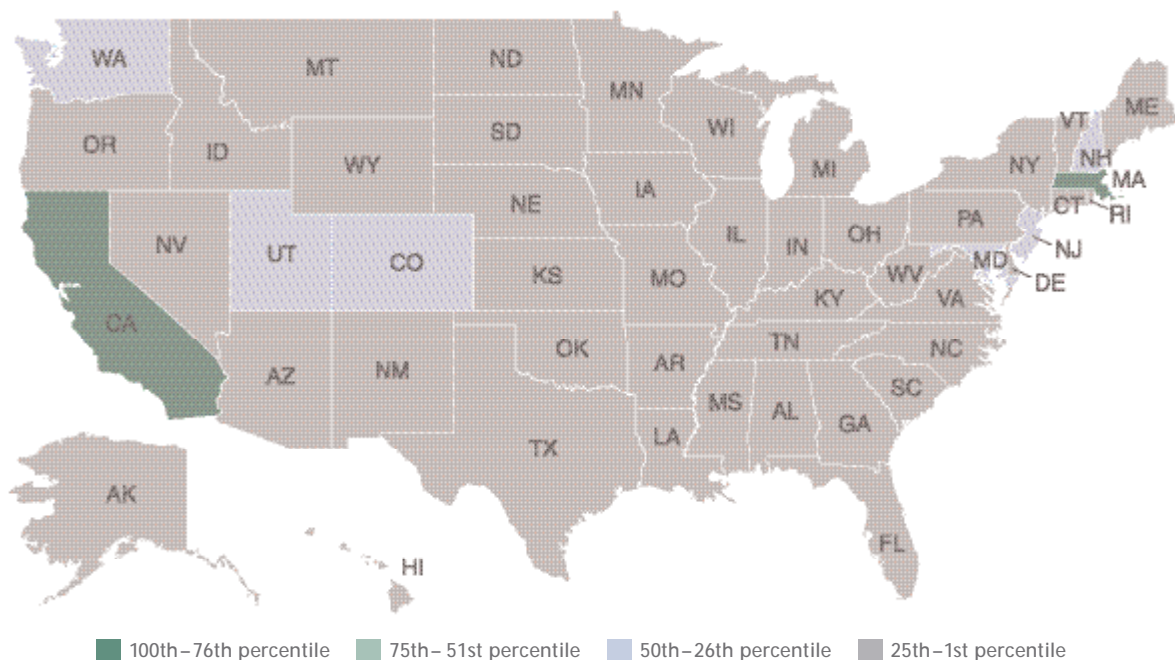 WA
MT
ND
MN
OR
ID
WY
SD
WI
MI
NY
VT
NH
ME
MA
CT
RI
NV
UT
CO
NE
IA
IL
IN
OH
PA
NJ
MD
DE
CA
KS
MO
KY
WV
VA
AZ
NM
OK
AR
TN
NC
SC
TX
LA
MS
AL
GA
FL
AK
HI
100th–76th percentile
75th–51st percentile
50th–26th percentile
25th–1st percentile